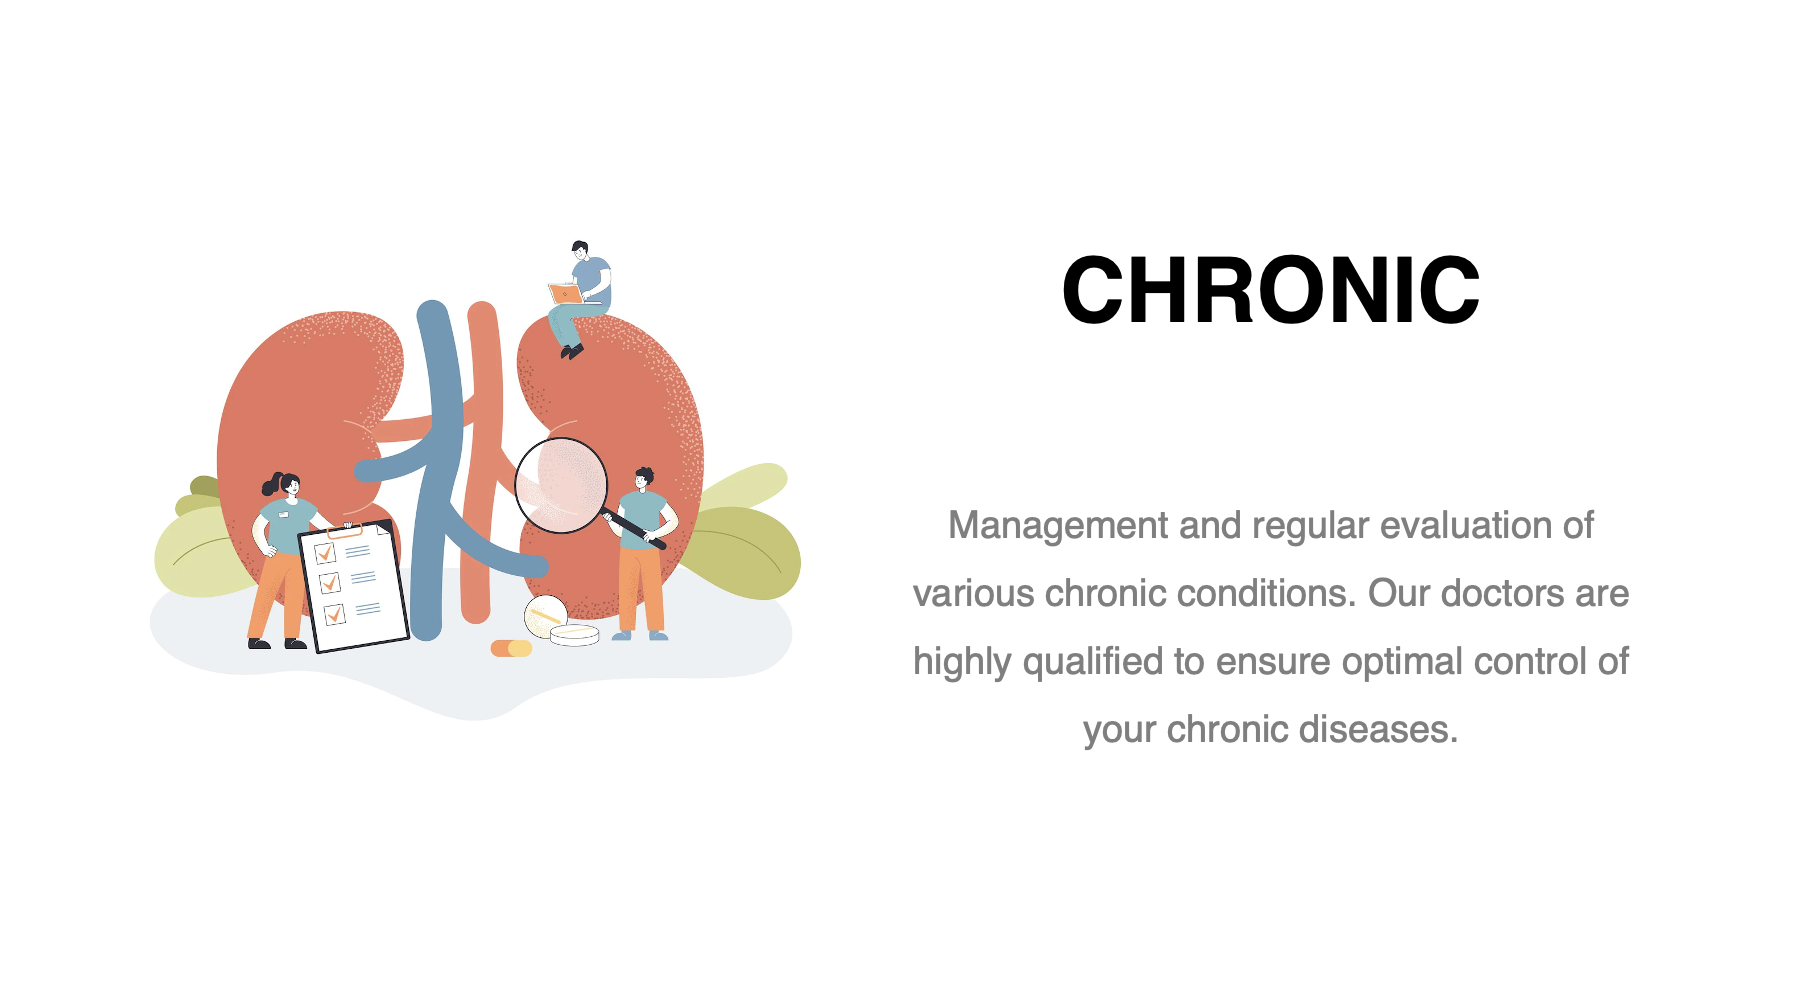 CHRONIC
Management and regular evaluation of
various chronic conditions. Our doctors are
highly qualified to ensure optimal control of
your chronic diseases.